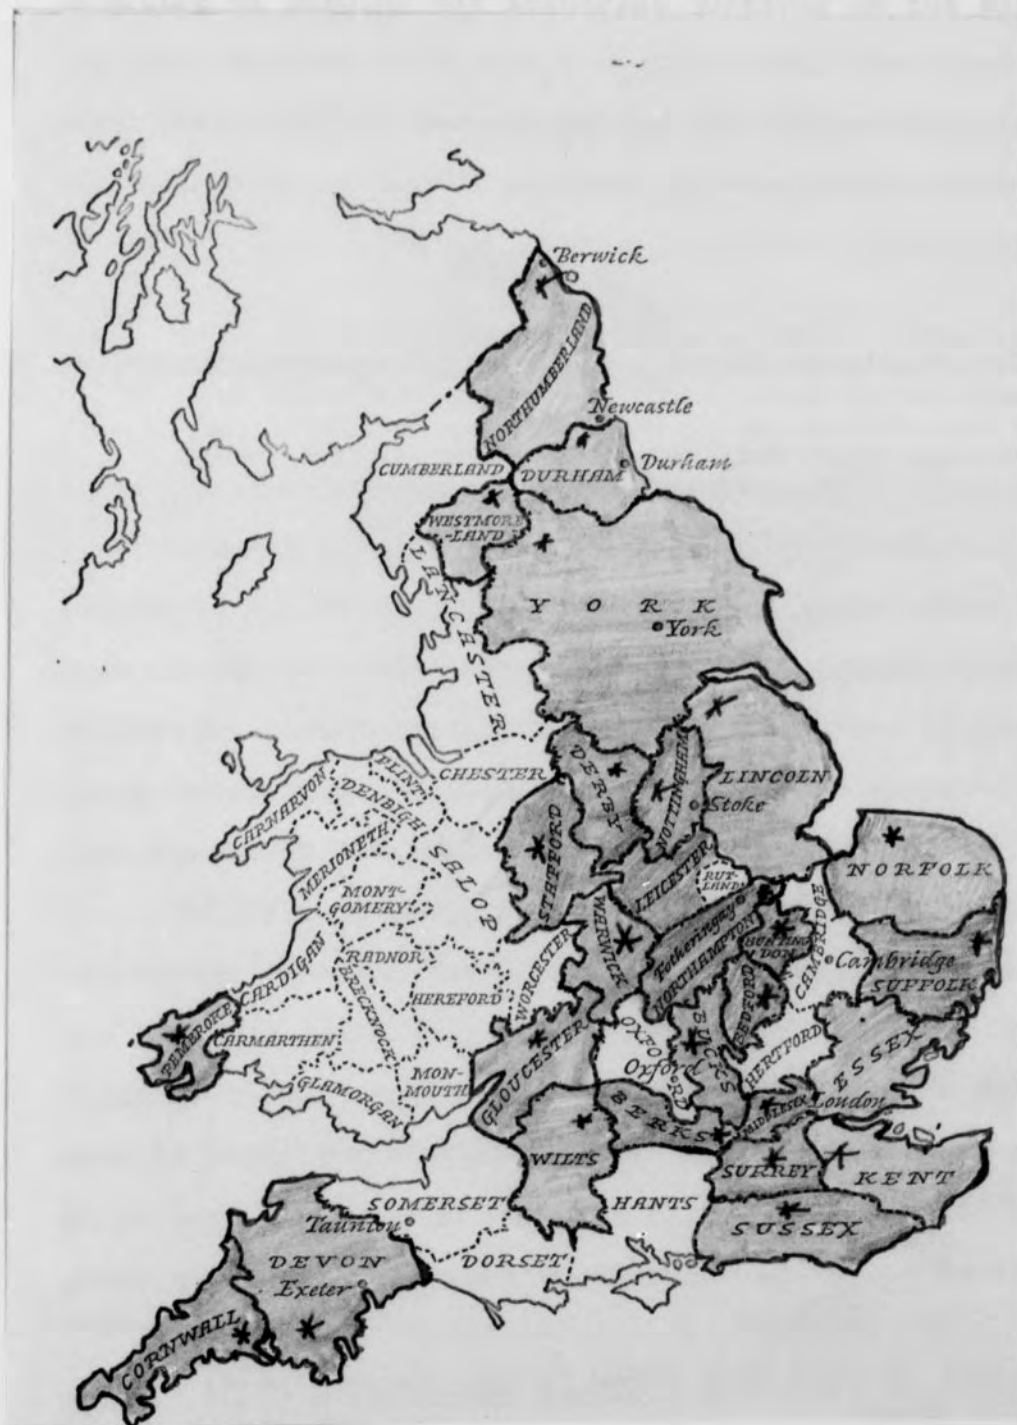 Berwick
NORTHUMBERLAND
Newcastle
CUMBERLAND
DURHAM
Durham
WESTMORE
-LAND
LANCASTER
YORK
York
CHESTER
DERBY
NOTTINGHAM
LINCOLN
Stoke
FLINT
DENBIGH
CARNARVON
MERIONETH
SALOP
STAFFORD
LEICESTER
RUT-
LAND
NORFOLK
MONT-
GOMERY
WARWICK
Fotheringay
NORTHAMPTON
HUNTING
DON
CAMBRIDGE
Cambridge
SUFFOLK
CARDIGAN
RADNOR
BRECKNOCK
HEREFORD
WORCESTER
BEDFORD
BUCKS
HERTFORD
ESSEX
PEMBROKE
CARMARTHEN
GLAMORGAN
MON-
MOUTH
GLOUCESTER
OXFORD
Oxford
MIDDLESEX
London
BERKS
WILTS
SURREY
KENT
SOMERSET
HANTS
SUSSEX
Taunton
DEVON
DORSET
Exeter
CORNWALL